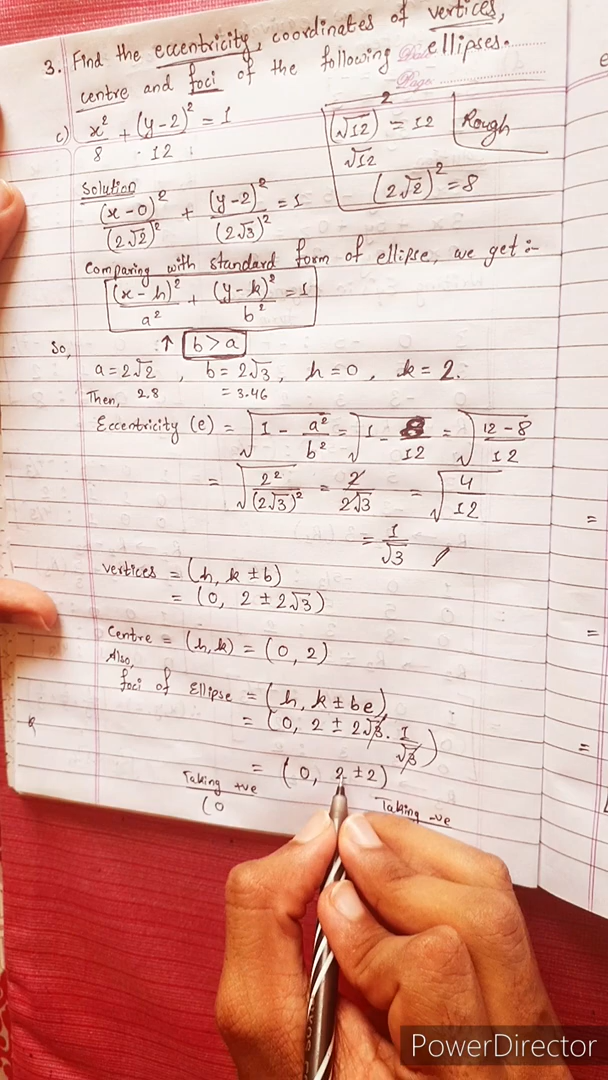 3. Find the eccentricity, coordinates of vertices,
centre and foci of the following ellipses.
Date
Page
c) x²/8 + (y-2)²/12 = 1
(√12)² = 12
√12
(2√2)² = 8
Rough
Solution
(x-0)²/(2√2)² + (y-2)²/(2√3)² = 1
Comparing with standard form of ellipse, we get :-
(x-h)²/a² + (y-k)²/b² = 1
↑ b > a
So,
a = 2√2 , b = 2√3 , h = 0 , k = 2.
Then, 2.8 = 3.46
Eccentricity (e) = √(1 - a²/b²) = √(1 - 8/12) = √((12-8)/12)
= √(2²/(2√3)²) = 2/2√3 = √(4/12)
= 1/√3
vertices = (h, k ± b)
= (0, 2 ± 2√3)
Centre = (h, k) = (0, 2)
Also,
foci of Ellipse = (h, k ± be)
= (0, 2 ± 2√3 . 1/√3)
= (0, 2 ± 2)
Taking +ve Taking -ve
(0
PowerDirector